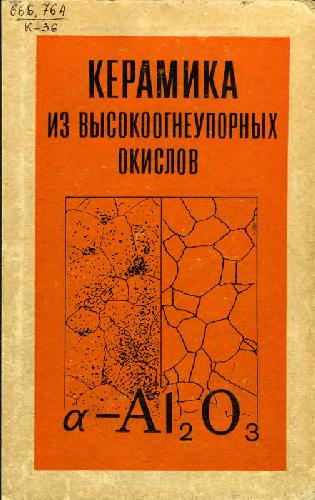 666,764
К-36
КЕРАМИКА
ИЗ ВЫСОКООГНЕУПОРНЫХ
ОКИСЛОВ
α-Al₂O₃